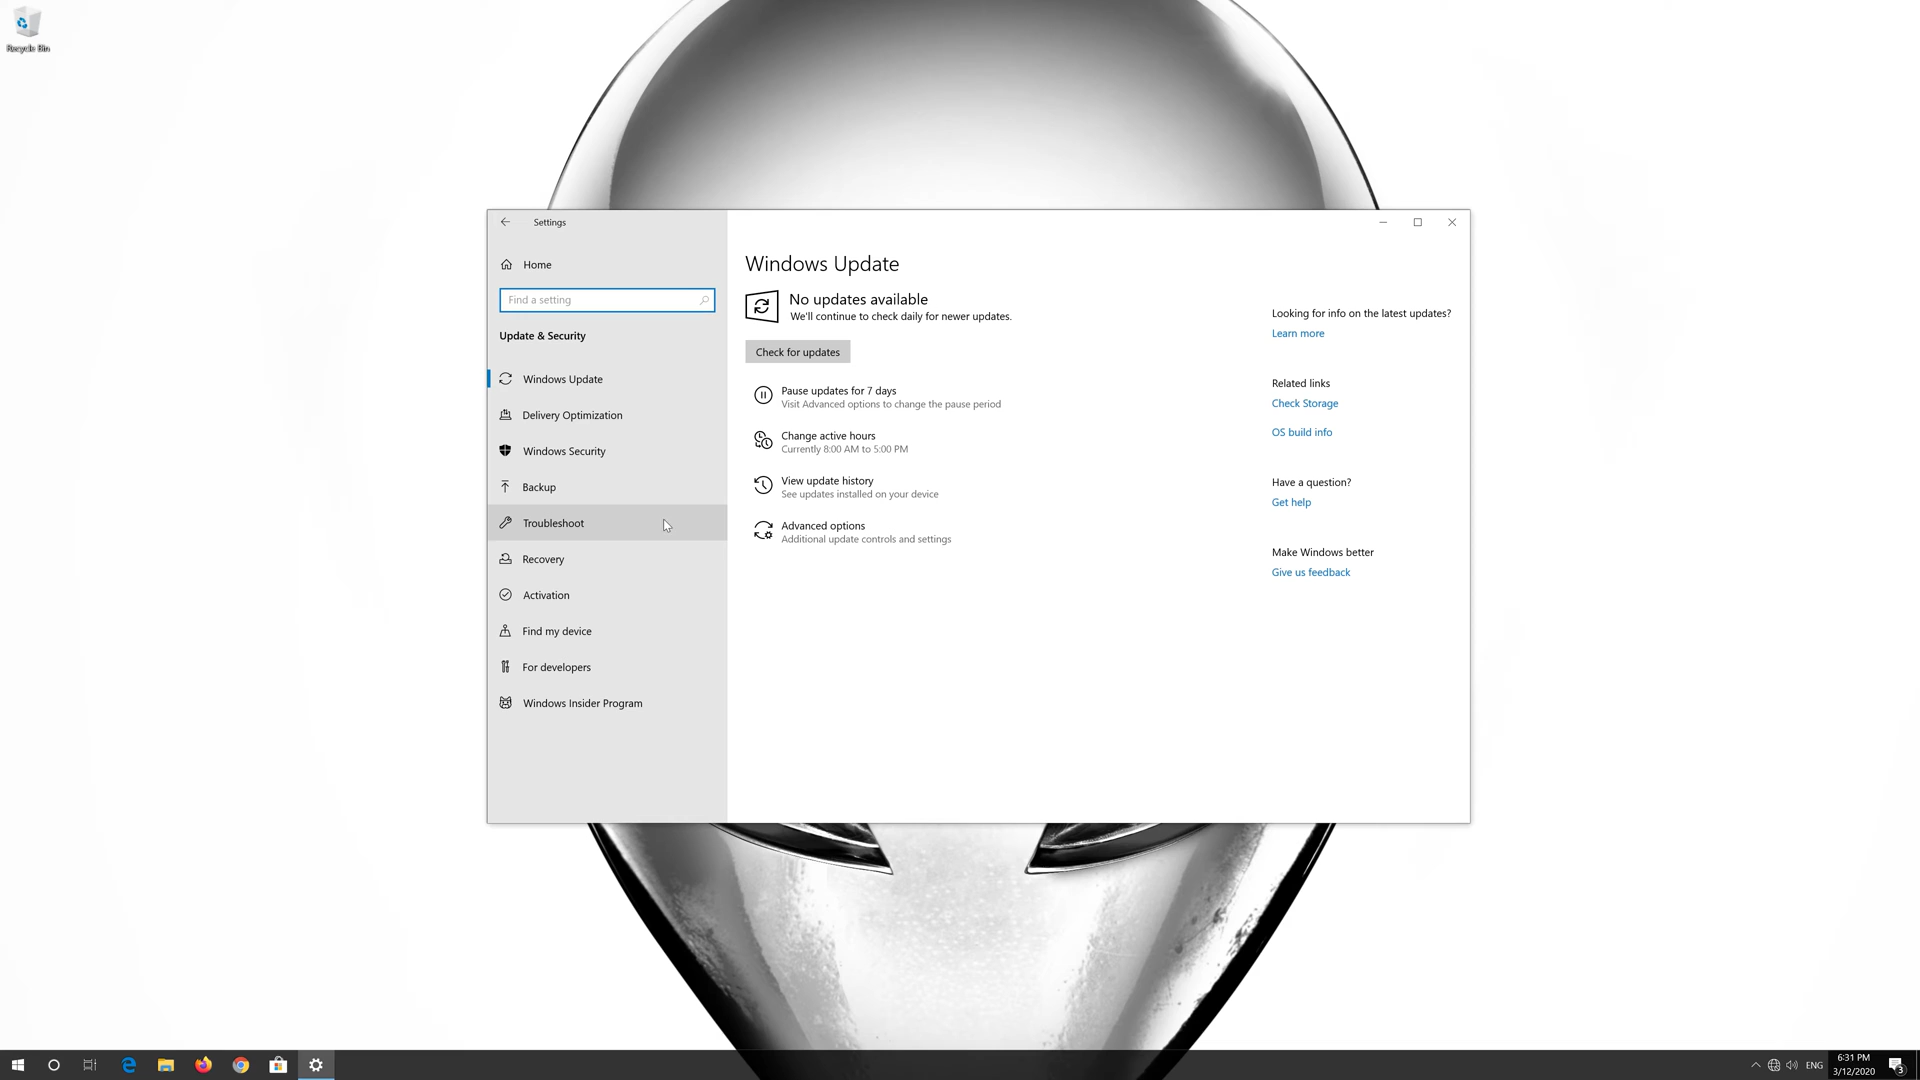 Recycle Bin
Settings
Home
Find a setting
Update & Security
Windows Update
Delivery Optimization
Windows Security
Backup
Troubleshoot
Recovery
Activation
Find my device
For developers
Windows Insider Program
Windows Update
No updates available
We'll continue to check daily for newer updates.
Check for updates
Pause updates for 7 days
Visit Advanced options to change the pause period
Change active hours
Currently 8:00 AM to 5:00 PM
View update history
See updates installed on your device
Advanced options
Additional update controls and settings
Looking for info on the latest updates?
Learn more
Related links
Check Storage
OS build info
Have a question?
Get help
Make Windows better
Give us feedback
ENG
6:31 PM
3/12/2020
3